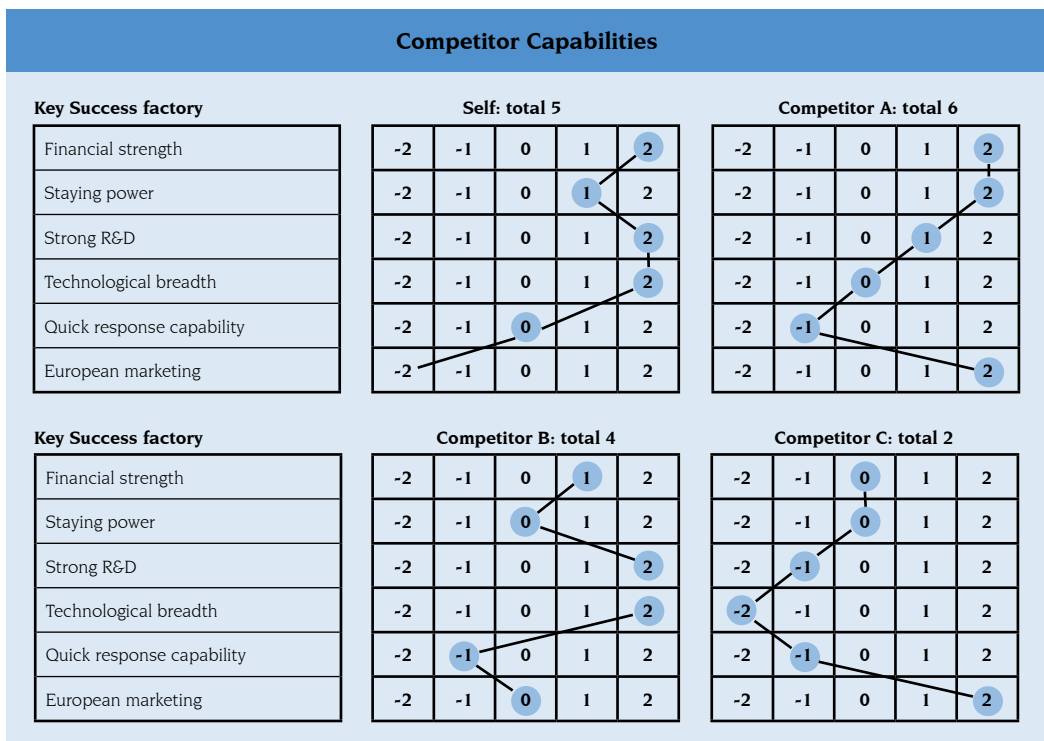 Competitor Capabilities
Key Success factory Self: total 5 Competitor A: total 6
Financial strength -2 -1 0 1 2 -2 -1 0 1 2
Staying power -2 -1 0 1 2 -2 -1 0 1 2
Strong R&D -2 -1 0 1 2 -2 -1 0 1 2
Technological breadth -2 -1 0 1 2 -2 -1 0 1 2
Quick response capability -2 -1 0 1 2 -2 -1 0 1 2
European marketing -2 -1 0 1 2 -2 -1 0 1 2
Key Success factory Competitor B: total 4 Competitor C: total 2
Financial strength -2 -1 0 1 2 -2 -1 0 1 2
Staying power -2 -1 0 1 2 -2 -1 0 1 2
Strong R&D -2 -1 0 1 2 -2 -1 0 1 2
Technological breadth -2 -1 0 1 2 -2 -1 0 1 2
Quick response capability -2 -1 0 1 2 -2 -1 0 1 2
European marketing -2 -1 0 1 2 -2 -1 0 1 2